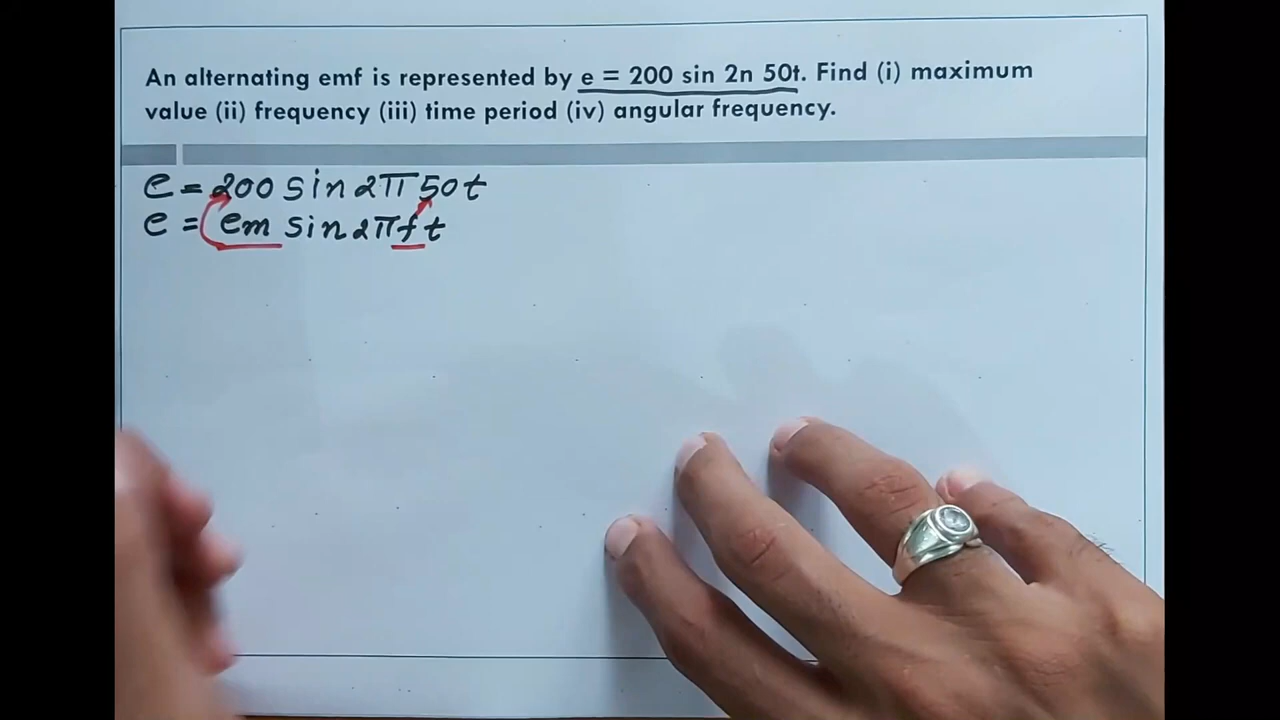 An alternating emf is represented by e = 200 sin 2n 50t. Find (i) maximum
value (ii) frequency (iii) time period (iv) angular frequency.
e = 200 sin 2π 50t
e = em sin 2π f t